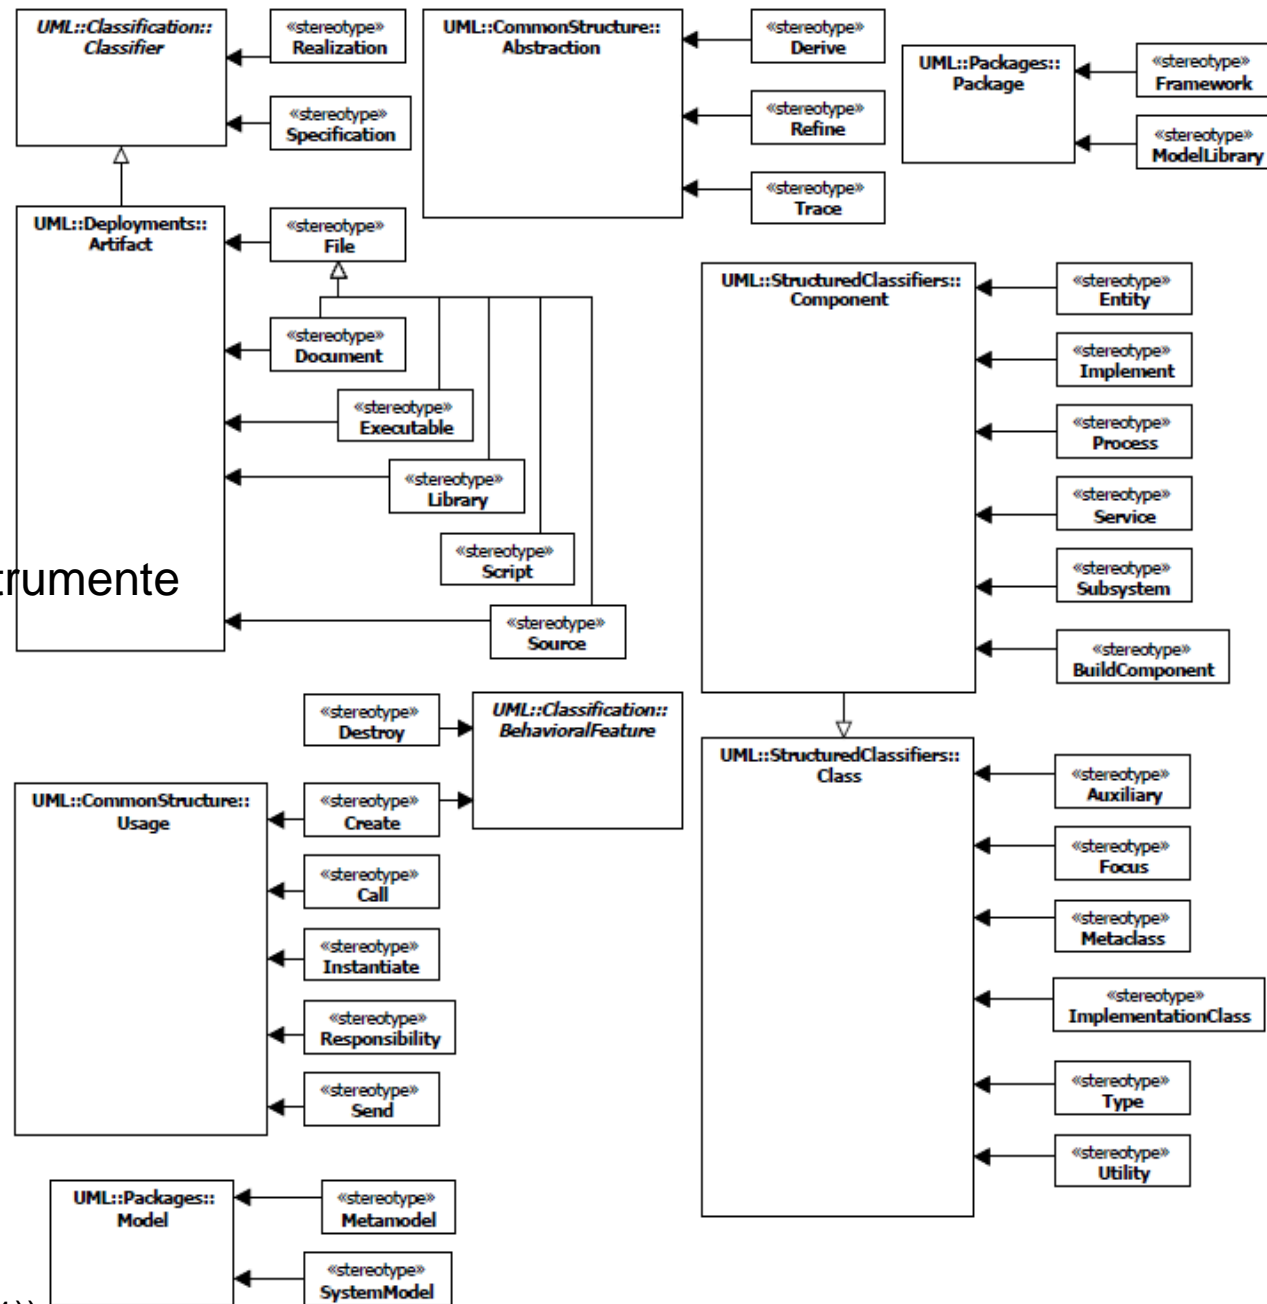 UML::Classification::
Classifier
«stereotype»
Realization
«stereotype»
Specification
UML::CommonStructure::
Abstraction
«stereotype»
Derive
«stereotype»
Refine
«stereotype»
Trace
UML::Packages::
Package
«stereotype»
Framework
«stereotype»
ModelLibrary
UML::Deployments::
Artifact
«stereotype»
File
«stereotype»
Document
«stereotype»
Executable
«stereotype»
Library
«stereotype»
Script
«stereotype»
Source
trumente
UML::StructuredClassifiers::
Component
«stereotype»
Entity
«stereotype»
Implement
«stereotype»
Process
«stereotype»
Service
«stereotype»
Subsystem
«stereotype»
BuildComponent
«stereotype»
Destroy
UML::Classification::
BehavioralFeature
UML::CommonStructure::
Usage
«stereotype»
Create
«stereotype»
Call
«stereotype»
Instantiate
«stereotype»
Responsibility
«stereotype»
Send
UML::StructuredClassifiers::
Class
«stereotype»
Auxiliary
«stereotype»
Focus
«stereotype»
Metaclass
«stereotype»
ImplementationClass
«stereotype»
Type
«stereotype»
Utility
UML::Packages::
Model
«stereotype»
Metamodel
«stereotype»
SystemModel